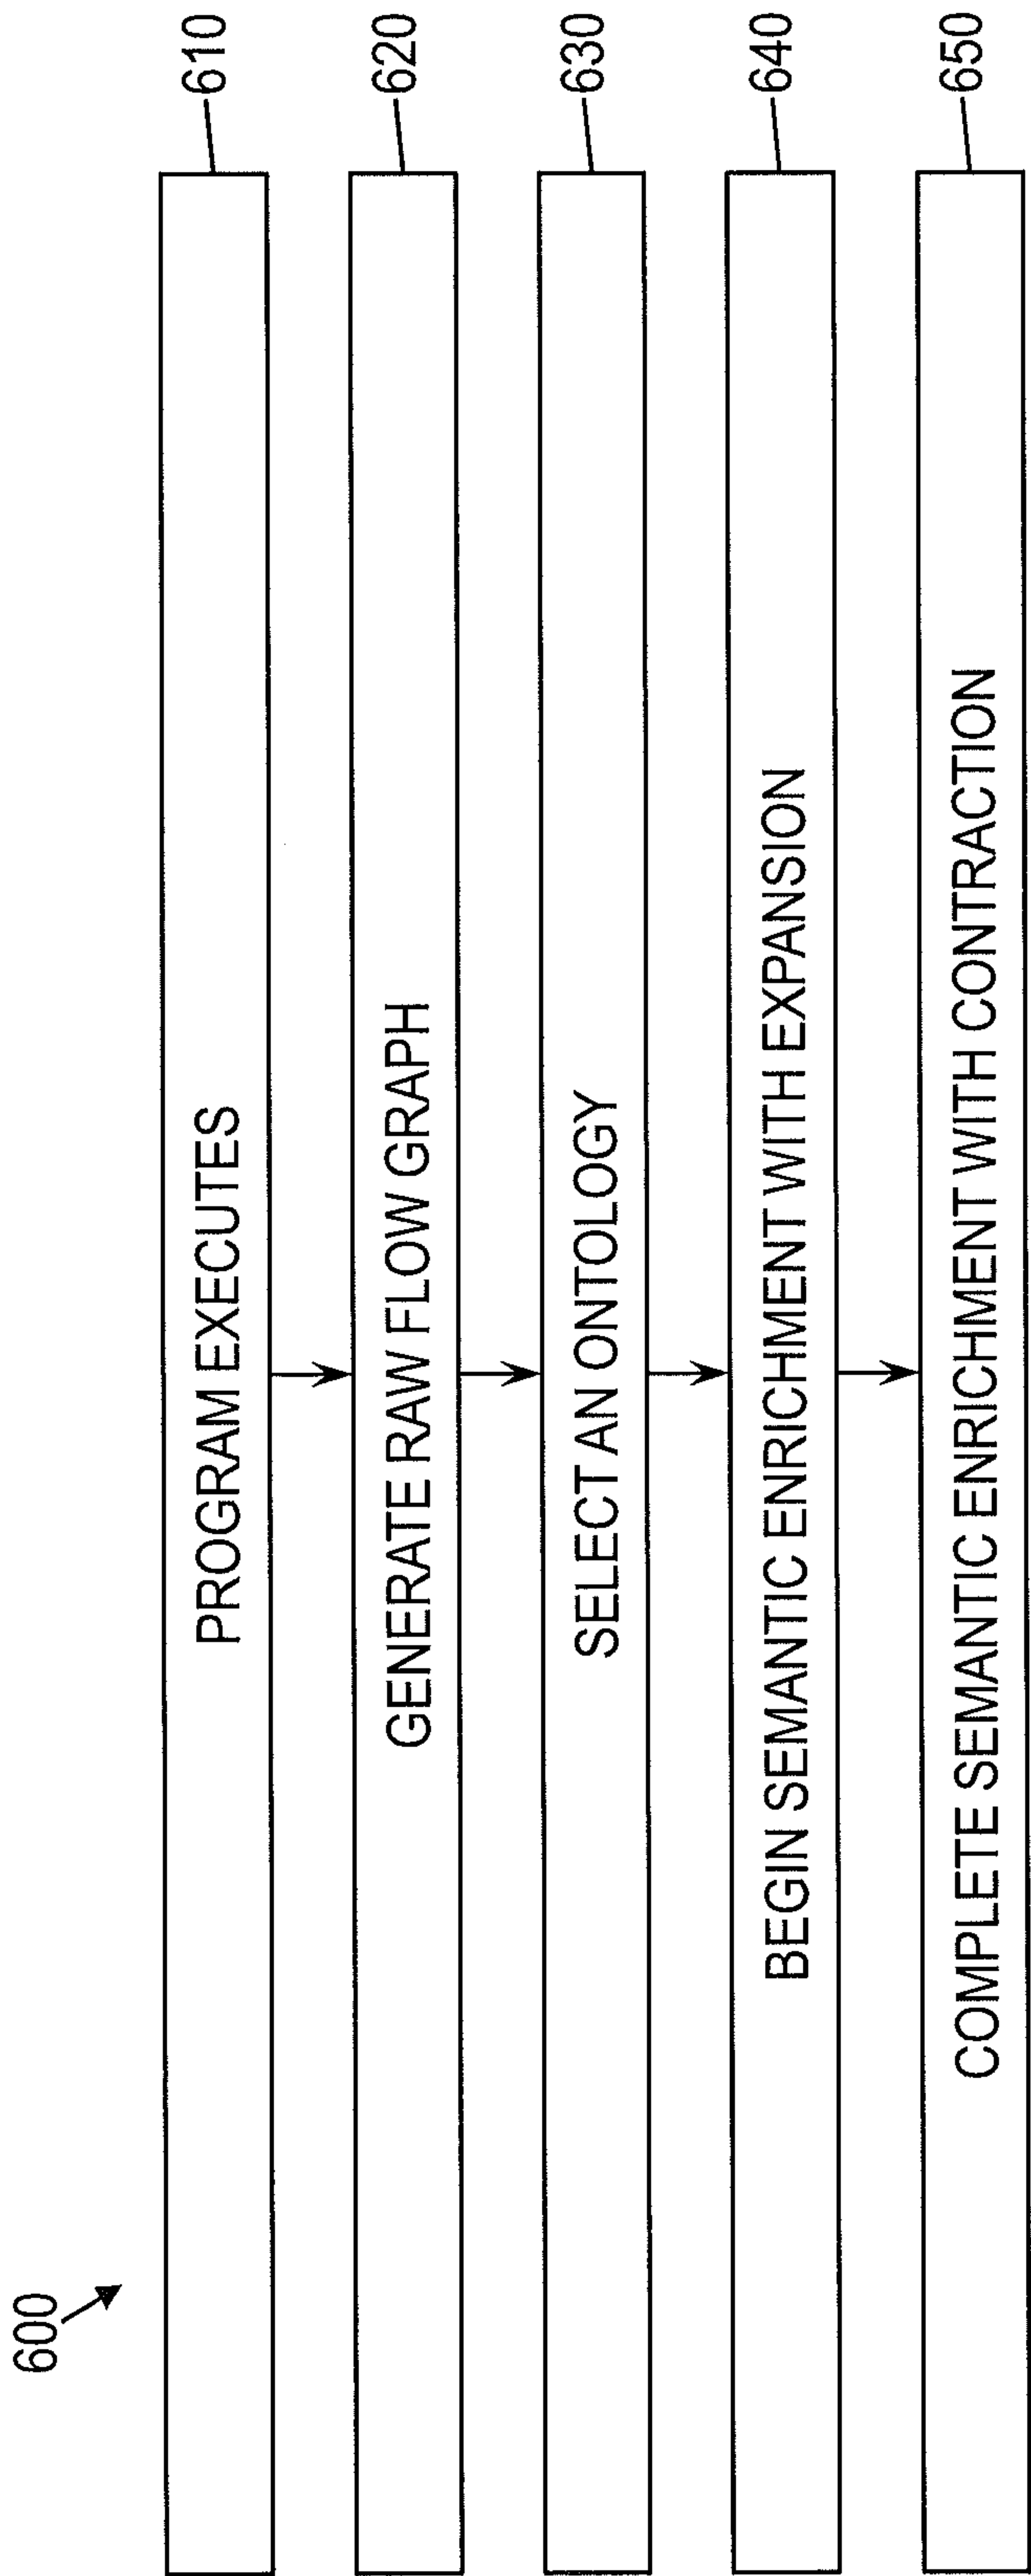 600
PROGRAM EXECUTES
610
GENERATE RAW FLOW GRAPH
620
SELECT AN ONTOLOGY
630
BEGIN SEMANTIC ENRICHMENT WITH EXPANSION
640
COMPLETE SEMANTIC ENRICHMENT WITH CONTRACTION
650